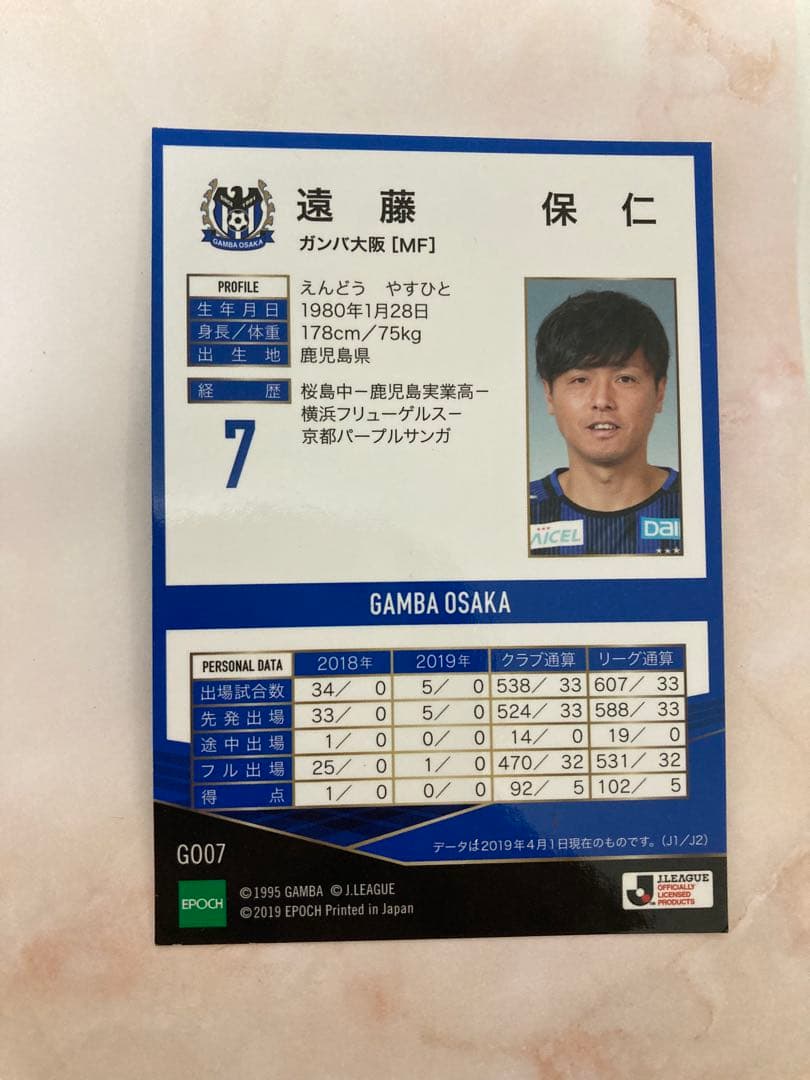 遠藤 保仁
GAMBA OSAKA
ガンバ大阪 [MF]
PROFILE えんどう やすひと
生年月日 1980年1月28日
身長／体重 178cm／75kg
出生地 鹿児島県
経歴 桜島中ー鹿児島実業高ー
横浜フリューゲルスー
京都パープルサンガ
7
AICEL
DAI
GAMBA OSAKA
PERSONAL DATA 2018年 2019年 クラブ通算 リーグ通算
出場試合数 34／ 0 5／ 0 538／ 33 607／ 33
先発出場 33／ 0 5／ 0 524／ 33 588／ 33
途中出場 1／ 0 0／ 0 14／ 0 19／ 0
フル出場 25／ 0 1／ 0 470／ 32 531／ 32
得点 1／ 0 0／ 0 92／ 5 102／ 5
データは2019年4月1日現在のものです。（J1／J2）
GO07
EPOCH
©1995 GAMBA ©J.LEAGUE
©2019 EPOCH Printed in Japan
J.LEAGUE
OFFICIALLY
LICENSED
PRODUCTS